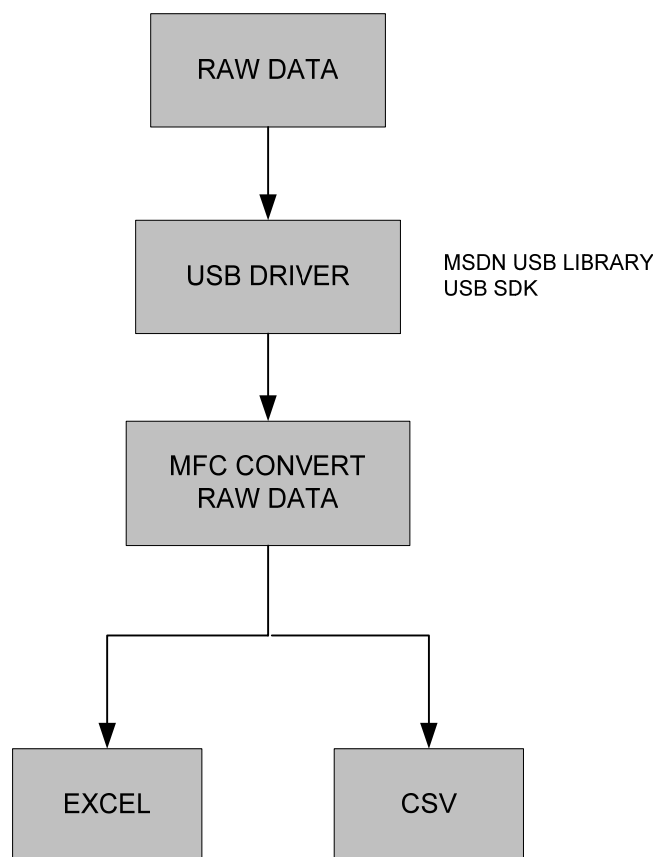 RAW DATA
USB DRIVER
MSDN USB LIBRARY
USB SDK
MFC CONVERT
RAW DATA
EXCEL
CSV